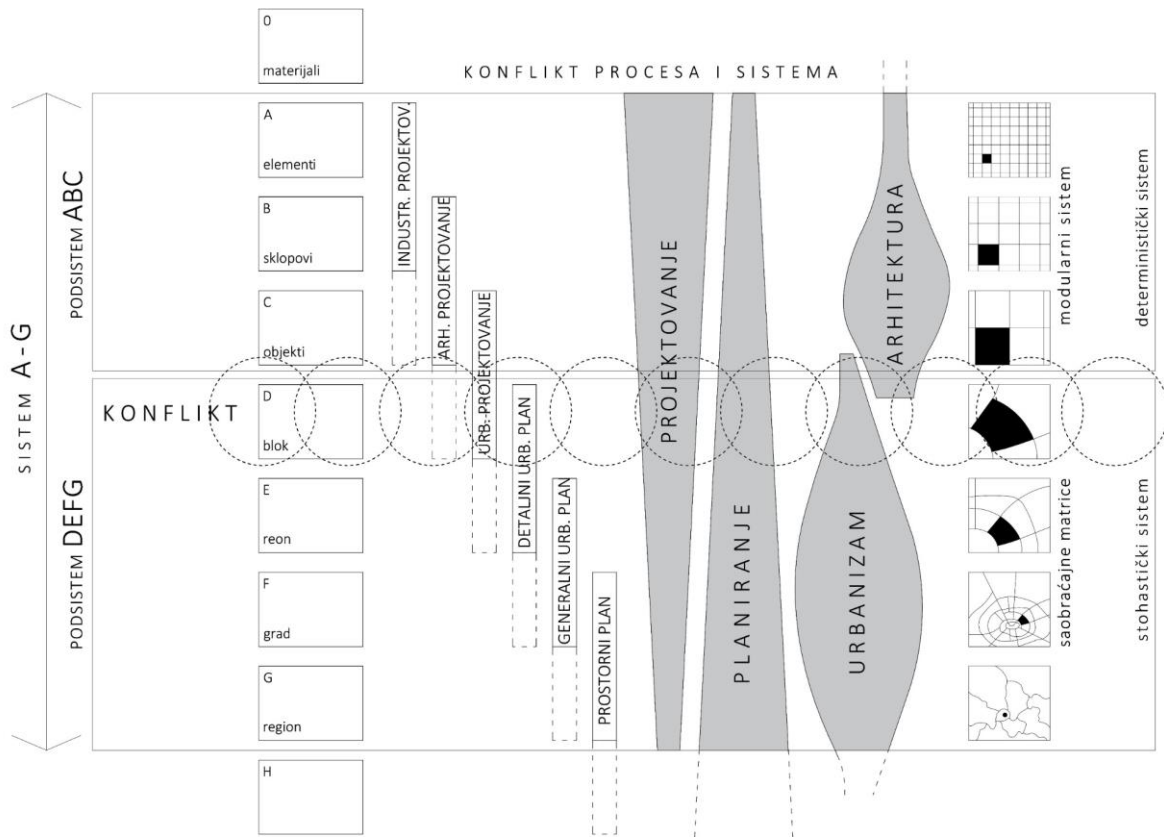 0
materijali
KONFLIKT PROCESA I SISTEMA
SISTEM A-G
PODSISTEM ABC
PODSISTEM DEFG
KONFLIKT
A
elementi
B
sklopovi
C
objekti
D
blok
E
reon
F
grad
G
region
H
INDUSTR. PROJEKTOV.
ARH. PROJEKTOVANJE
URB. PROJEKTOVANJE
DETALJNI URB. PLAN
GENERALNI URB. PLAN
PROSTORNI PLAN
PROJEKTOVANJE
PLANIRANJE
ARHITEKTURA
URBANIZAM
modularni sistem
saobraćajne matrice
deterministički sistem
stohastički sistem